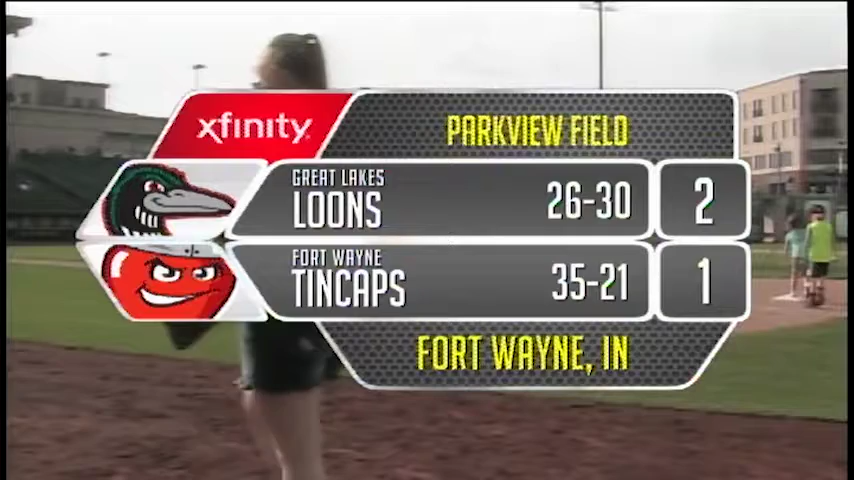 xfinity
PARKVIEW FIELD
GREAT LAKES
LOONS
26-30
2
FORT WAYNE
TINCAPS
35-21
1
FORT WAYNE, IN